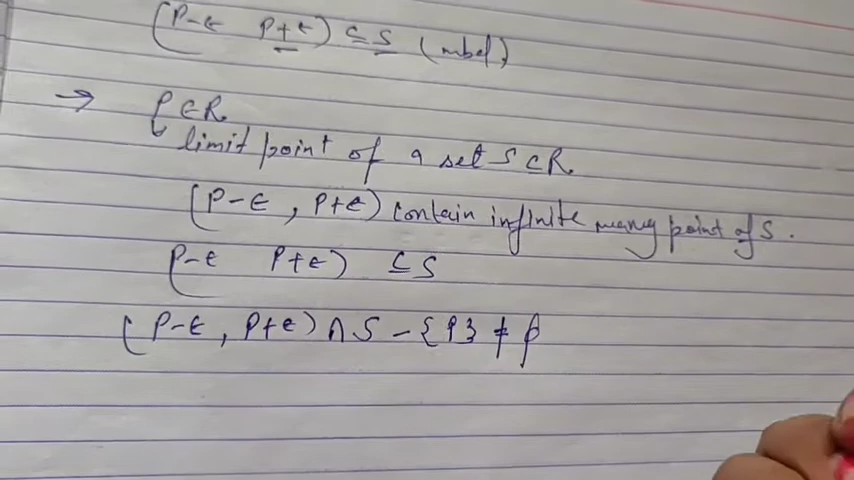 (P-ϵ P+ϵ) ⊆ S (nbd)
→ P ∈ R
limit point of a set S ⊂ R.
(P-ϵ, P+ϵ) contain infinite many point of S.
(P-ϵ P+ϵ) ⊆ S
(P-ϵ, P+ϵ) ∩ S - {P} ≠ ϕ